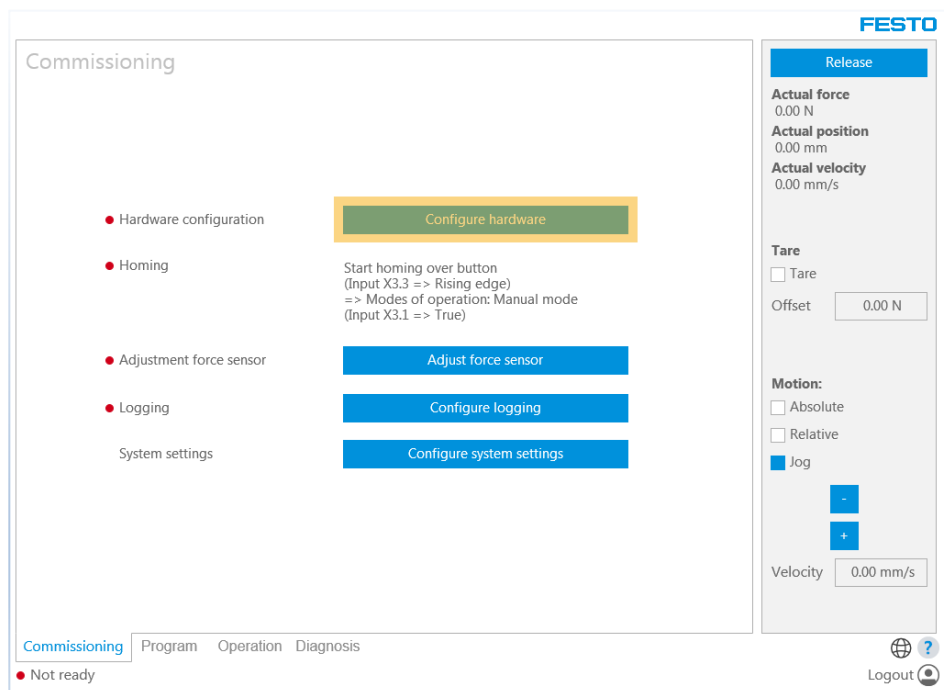 FESTO
Commissioning
Hardware configuration
Configure hardware
Homing
Start homing over button
(Input X3.3 => Rising edge)
=> Modes of operation: Manual mode
(Input X3.1 => True)
Adjustment force sensor
Adjust force sensor
Logging
Configure logging
System settings
Configure system settings
Release
Actual force
0.00 N
Actual position
0.00 mm
Actual velocity
0.00 mm/s
Tare
Tare
Offset 0.00 N
Motion:
Absolute
Relative
Jog
-
+
Velocity 0.00 mm/s
Commissioning Program Operation Diagnosis
?
Not ready
Logout